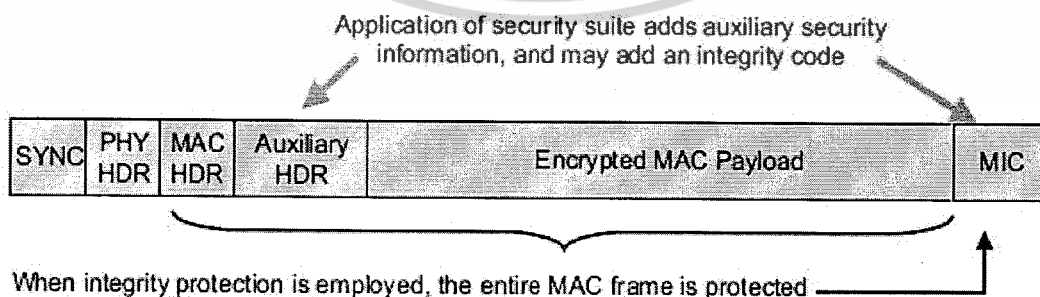 Application of security suite adds auxiliary security
information, and may add an integrity code
SYNC
PHY
HDR
MAC
HDR
Auxiliary
HDR
Encrypted MAC Payload
MIC
When integrity protection is employed, the entire MAC frame is protected